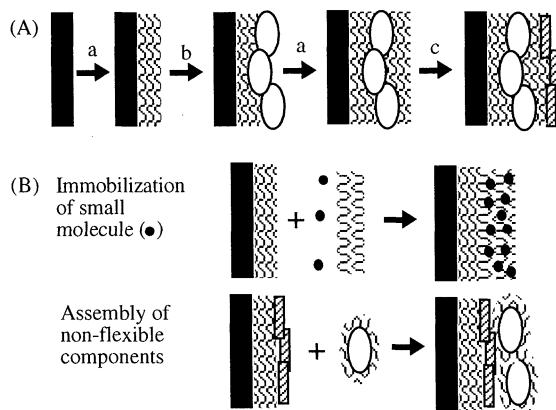 (A)
a
b
a
c
(B) Immobilization
of small
molecule (●)
+
Assembly of
non-flexible
components
+